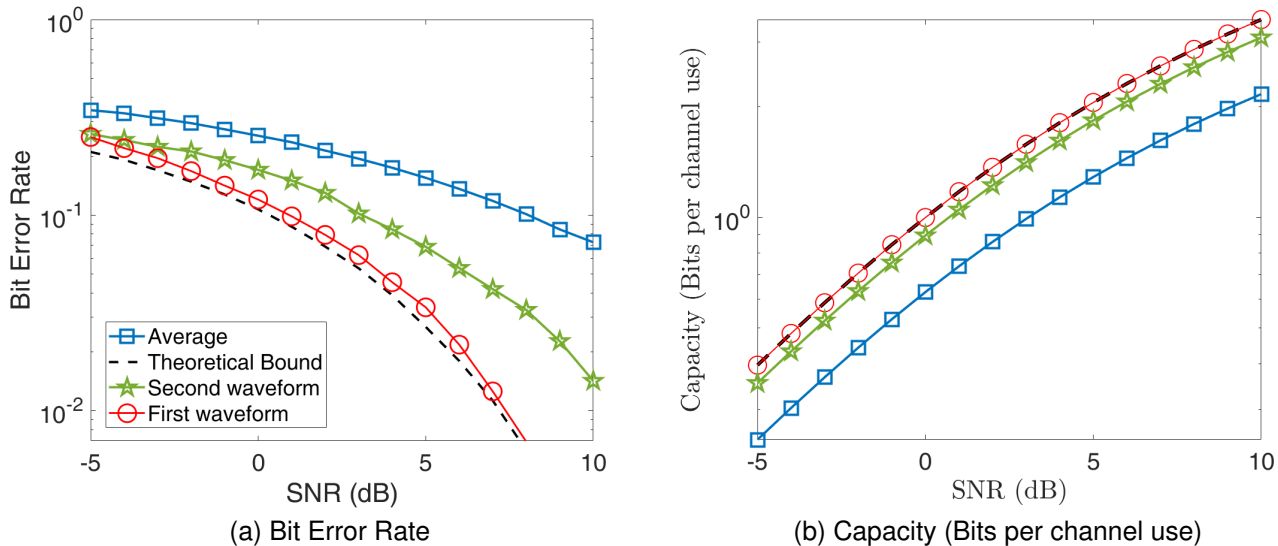 10^0
10^-1
10^-2
Bit Error Rate
Average
Theoretical Bound
Second waveform
First waveform
-5 0 5 10
SNR (dB)
(a) Bit Error Rate
Capacity (Bits per channel use)
10^0
-5 0 5 10
SNR (dB)
(b) Capacity (Bits per channel use)